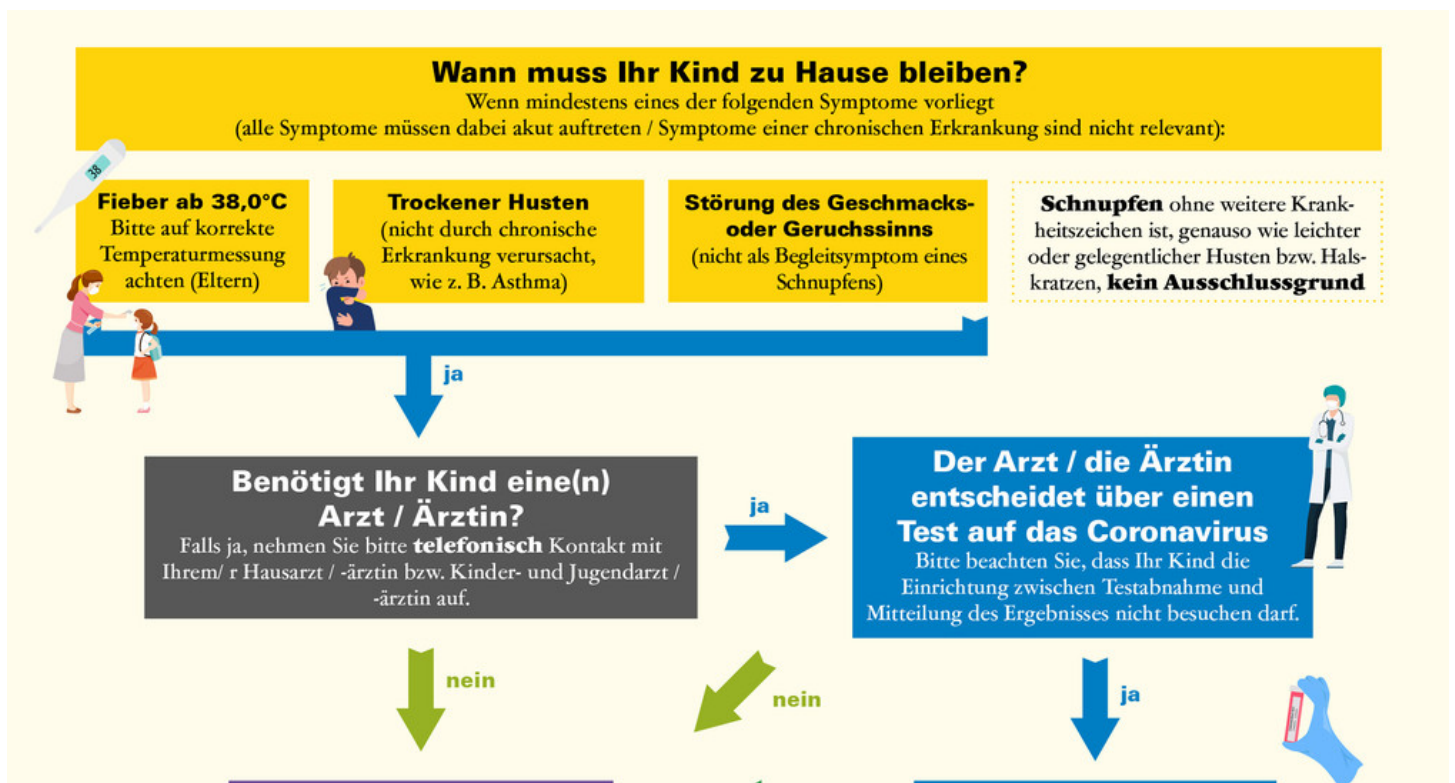 Wann muss Ihr Kind zu Hause bleiben?
Wenn mindestens eines der folgenden Symptome vorliegt
(alle Symptome müssen dabei akut auftreten / Symptome einer chronischen Erkrankung sind nicht relevant):
38
Fieber ab 38,0°C
Bitte auf korrekte
Temperaturmessung
achten (Eltern)
Trockener Husten
(nicht durch chronische
Erkrankung verursacht,
wie z. B. Asthma)
Störung des Geschmacks-
oder Geruchssinns
(nicht als Begleitsymptom eines
Schnupfens)
Schnupfen ohne weitere Krank-
heitszeichen ist, genauso wie leichter
oder gelegentlicher Husten bzw. Hals-
kratzen, kein Ausschlussgrund
ja
Benötigt Ihr Kind eine(n)
Arzt / Ärztin?
Falls ja, nehmen Sie bitte telefonisch Kontakt mit
Ihrem/ r Hausarzt / -ärztin bzw. Kinder- und Jugendarzt /
-ärztin auf.
ja
Der Arzt / die Ärztin
entscheidet über einen
Test auf das Coronavirus
Bitte beachten Sie, dass Ihr Kind die
Einrichtung zwischen Testabnahme und
Mitteilung des Ergebnisses nicht besuchen darf.
nein
nein
ja